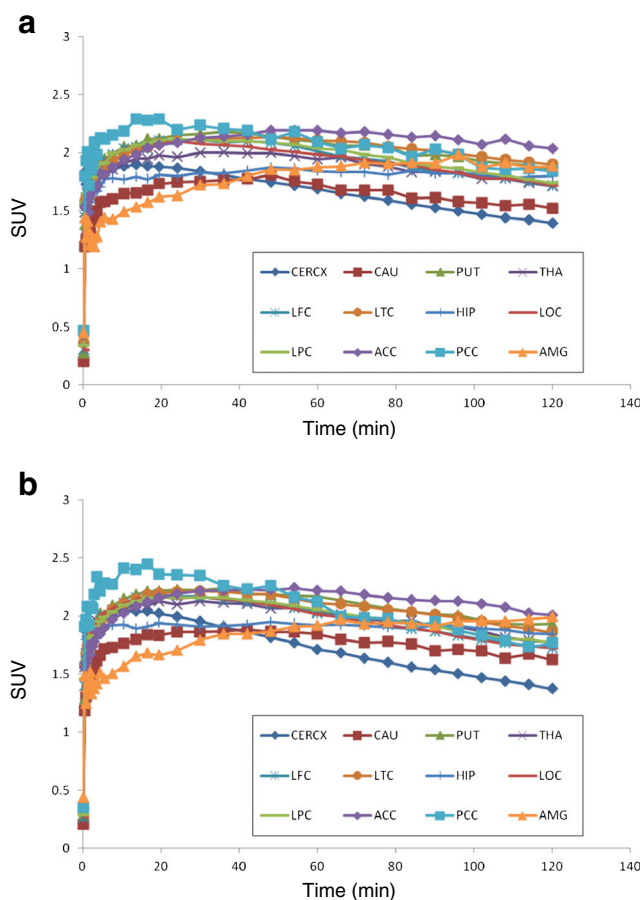 a
3
2.5
2
1.5
1
0.5
0
SUV
CERCX CAU PUT THA
LFC LTC HIP LOC
LPC ACC PCC AMG
0 20 40 60 80 100 120 140
Time (min)
b
3
2.5
2
1.5
1
0.5
0
SUV
CERCX CAU PUT THA
LFC LTC HIP LOC
LPC ACC PCC AMG
0 20 40 60 80 100 120 140
Time (min)